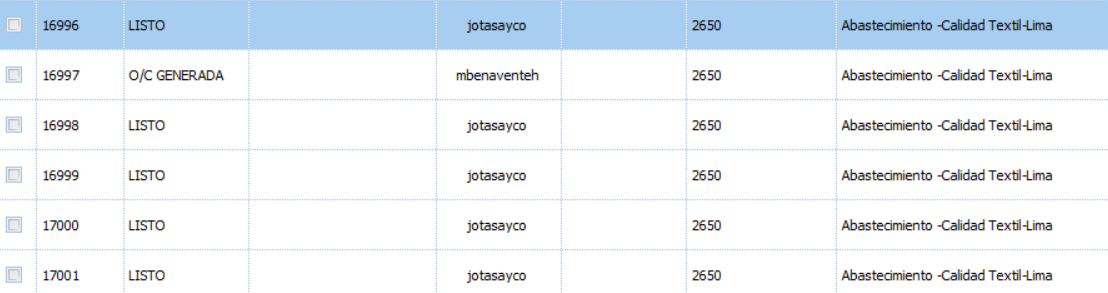 16996 LISTO jotasayco 2650 Abastecimiento -Calidad Textil-Lima
16997 O/C GENERADA mbenaventeh 2650 Abastecimiento -Calidad Textil-Lima
16998 LISTO jotasayco 2650 Abastecimiento -Calidad Textil-Lima
16999 LISTO jotasayco 2650 Abastecimiento -Calidad Textil-Lima
17000 LISTO jotasayco 2650 Abastecimiento -Calidad Textil-Lima
17001 LISTO jotasayco 2650 Abastecimiento -Calidad Textil-Lima